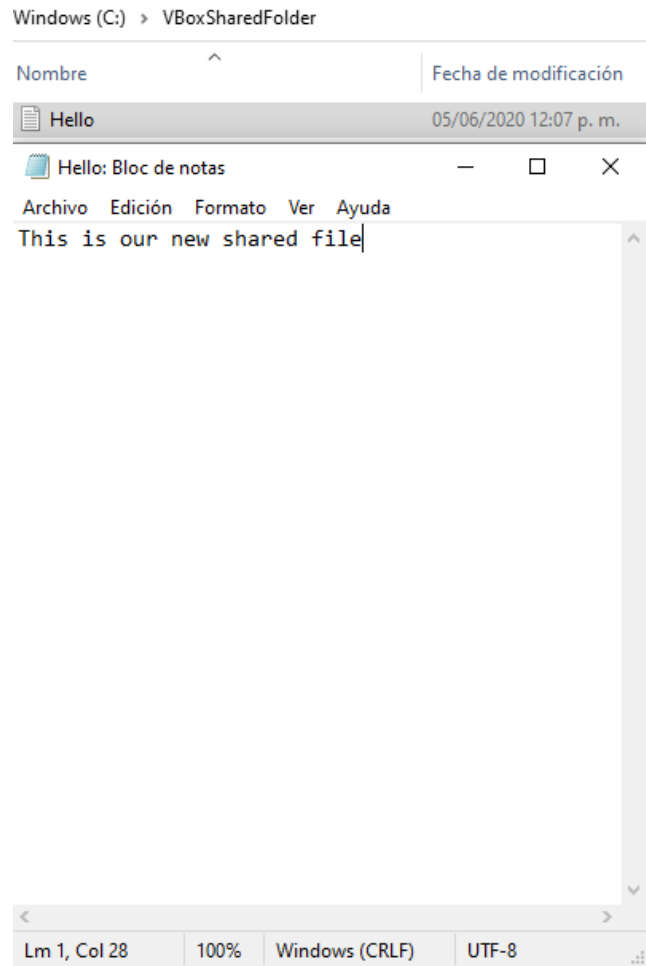 Windows (C:) > VBoxSharedFolder
Nombre Fecha de modificación
Hello 05/06/2020 12:07 p. m.
Hello: Bloc de notas
Archivo Edición Formato Ver Ayuda
This is our new shared file
Lm 1, Col 28 100% Windows (CRLF) UTF-8